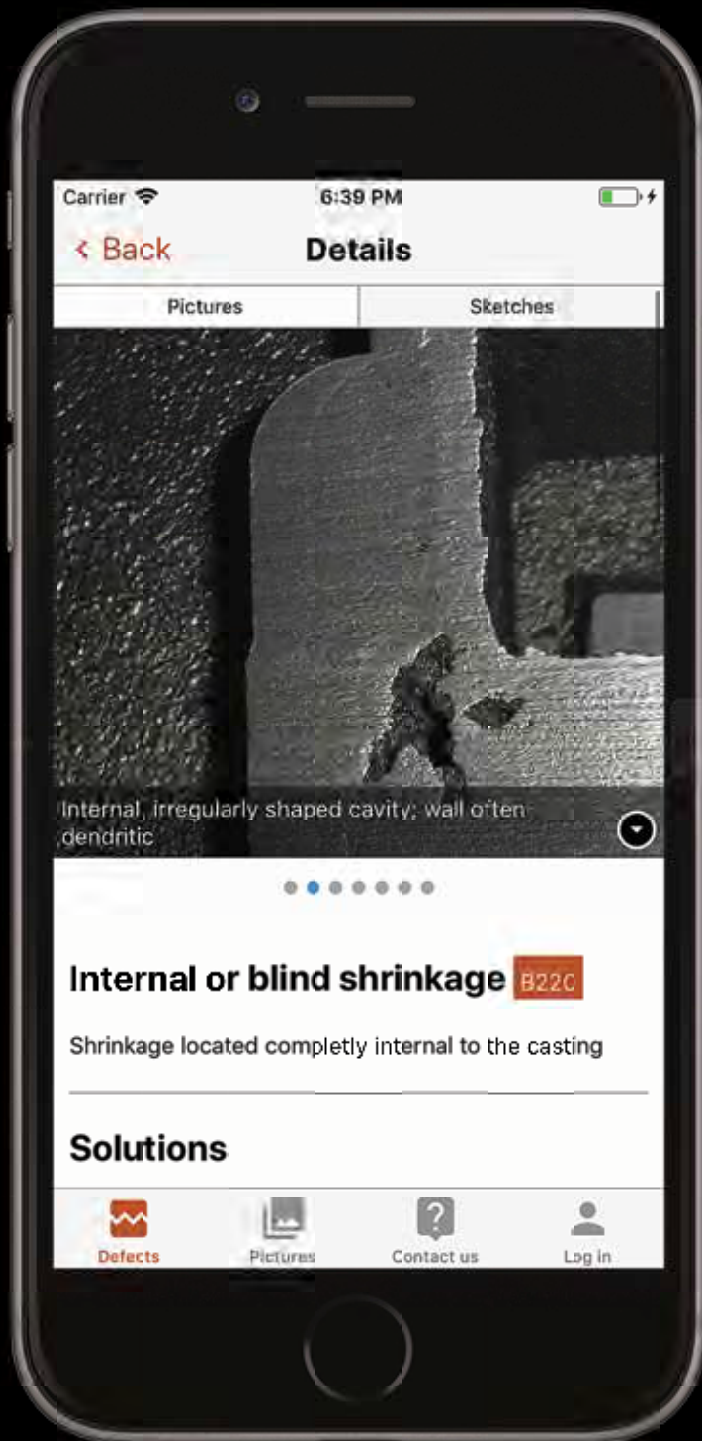 Carrier
6:39 PM
< Back
Details
Pictures
Sketches
Internal, irregularly shaped cavity; wall often
dendritic
Internal or blind shrinkage
Shrinkage located completly internal to the casting
Solutions
Defects
Pictures
Contact us
Log in